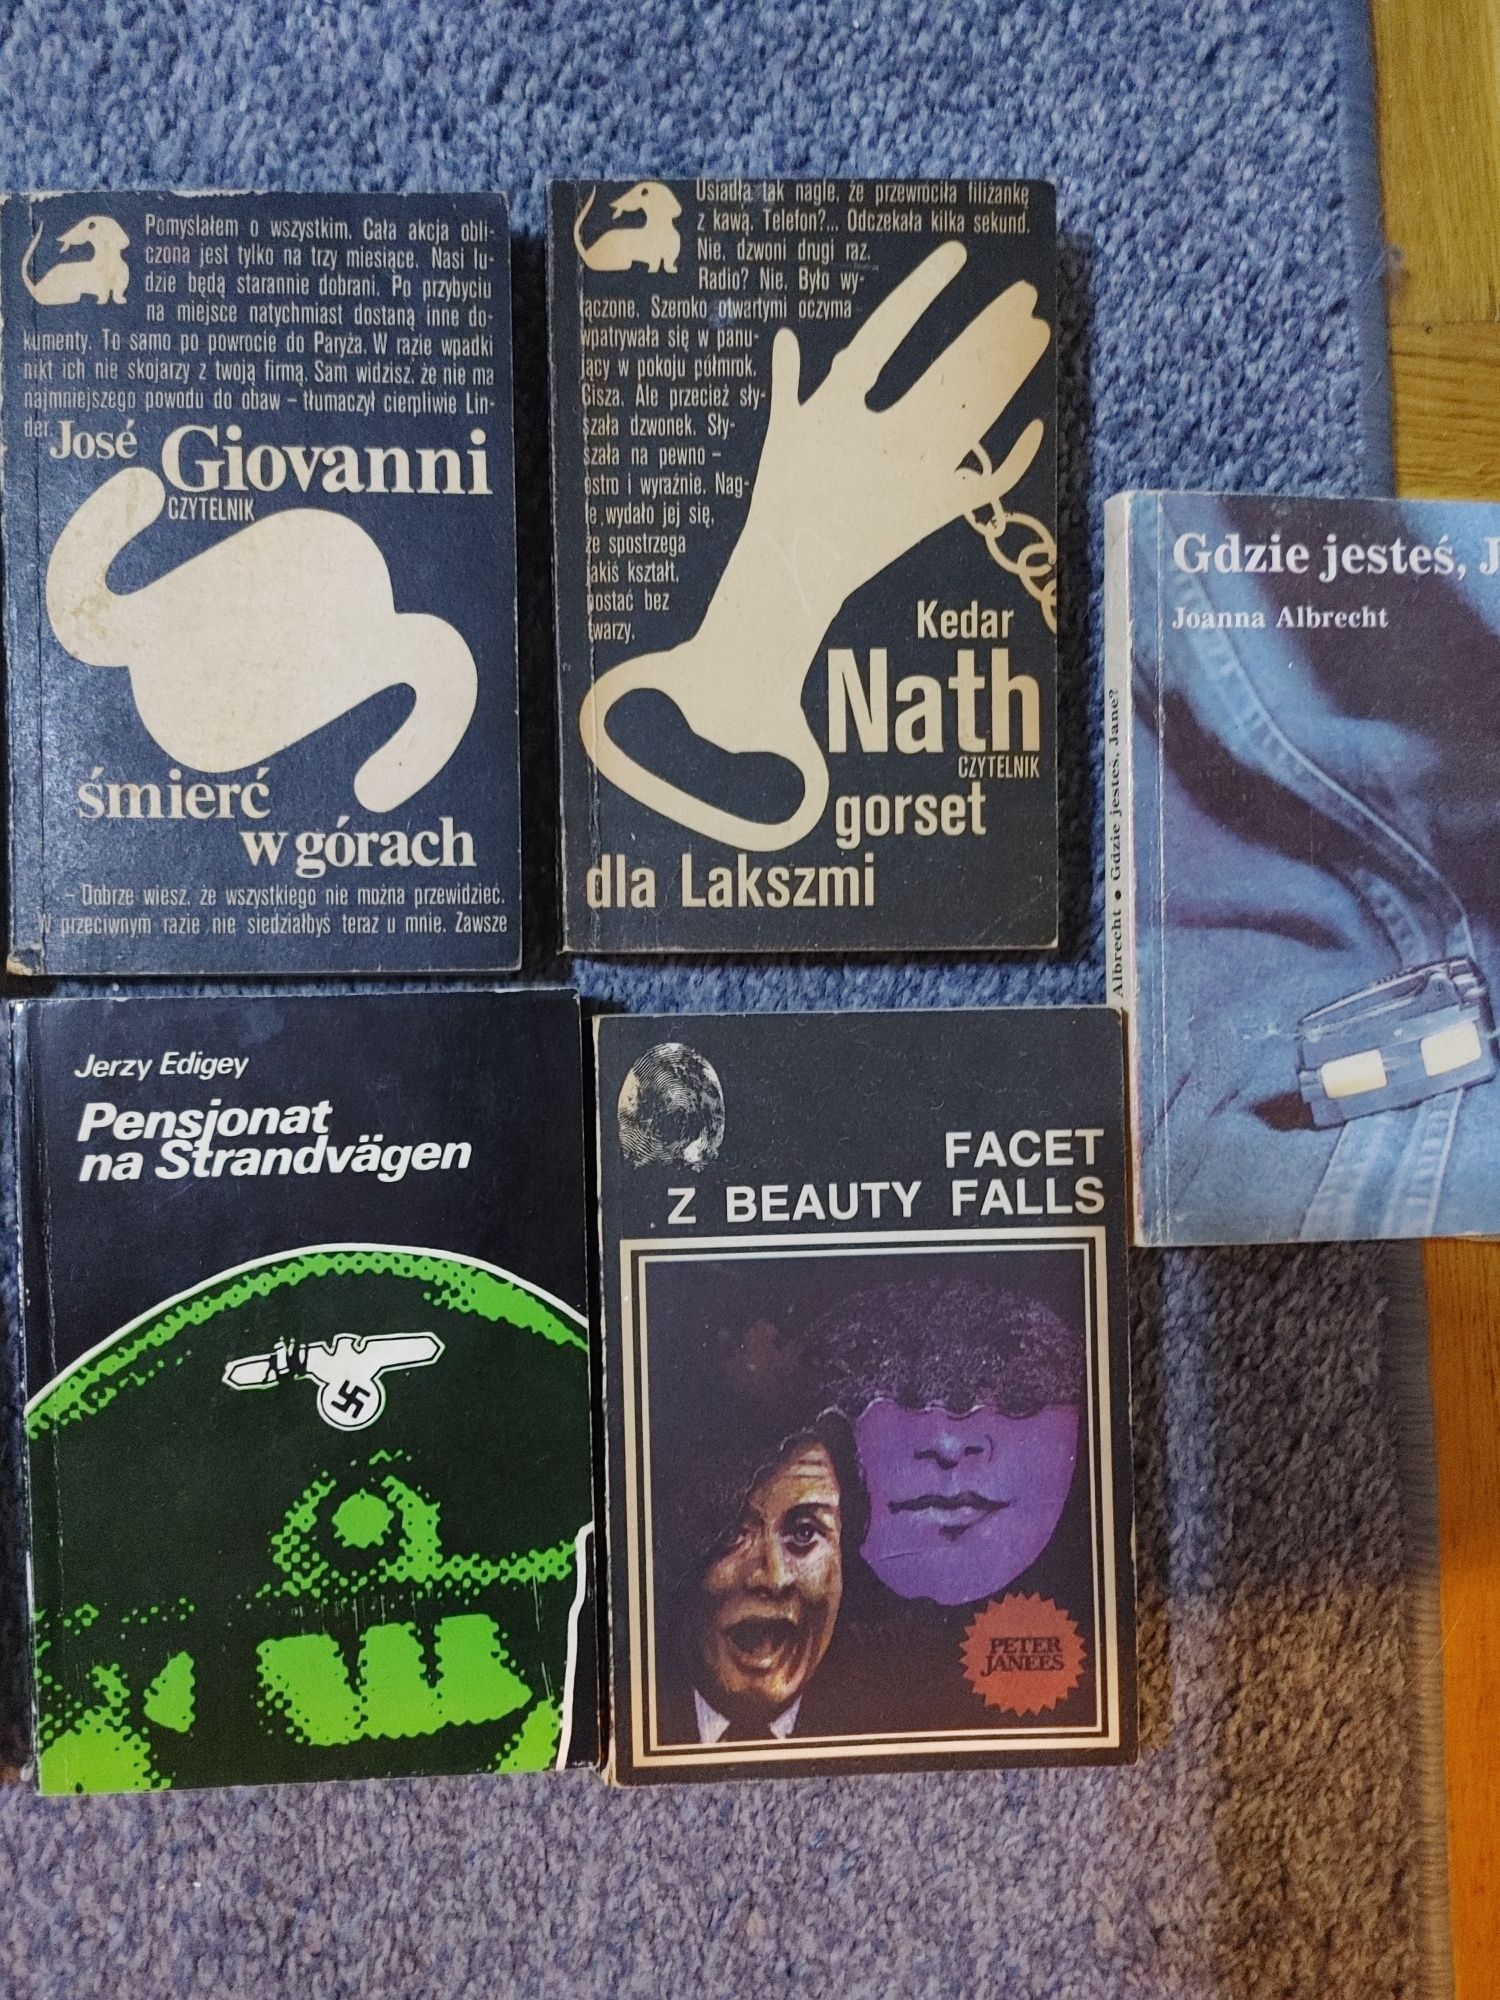 Pomyślałem o wszystkim. Cała akcja obli-
czona jest tylko na trzy miesiące. Nasi lu-
dzie będą starannie dobrani. Po przybyciu
na miejsce natychmiast dostaną inne do-
kumenty. To samo po powrocie do Paryża. W razie wpadki
nikt ich nie skojarzy z twoją firmą. Sam widzisz, że nie ma
najmniejszego powodu do obaw – tłumaczył cierpliwie Lin-
der.
José
Giovanni
CZYTELNIK
śmierć
w górach
– Dobrze wiesz, że wszystkiego nie można przewidzieć.
W przeciwnym razie nie siedziałbyś teraz u mnie. Zawsze
Usiadła tak nagle, że przewróciła filiżankę
z kawą. Telefon?... Odczekała kilka sekund.
Nie, dzwoni drugi raz.
Radio? Nie. Było wy-
łączone. Szeroko otwartymi oczyma
wpatrywała się w panu-
jący w pokoju półmrok.
Cisza. Ale przecież sły-
szała dzwonek. Sły-
szała na pewno –
ostro i wyraźnie. Nag-
le wydało jej się,
że spostrzega
jakiś kształt,
postać bez
twarzy.
Kedar
Nath
CZYTELNIK
gorset
dla Lakszmi
Gdzie jesteś, J
Joanna Albrecht
Albrecht • Gdzie jesteś, Jane?
Jerzy Edigey
Pensjonat
na Strandvägen
FACET
Z BEAUTY FALLS
PETER
JANEES